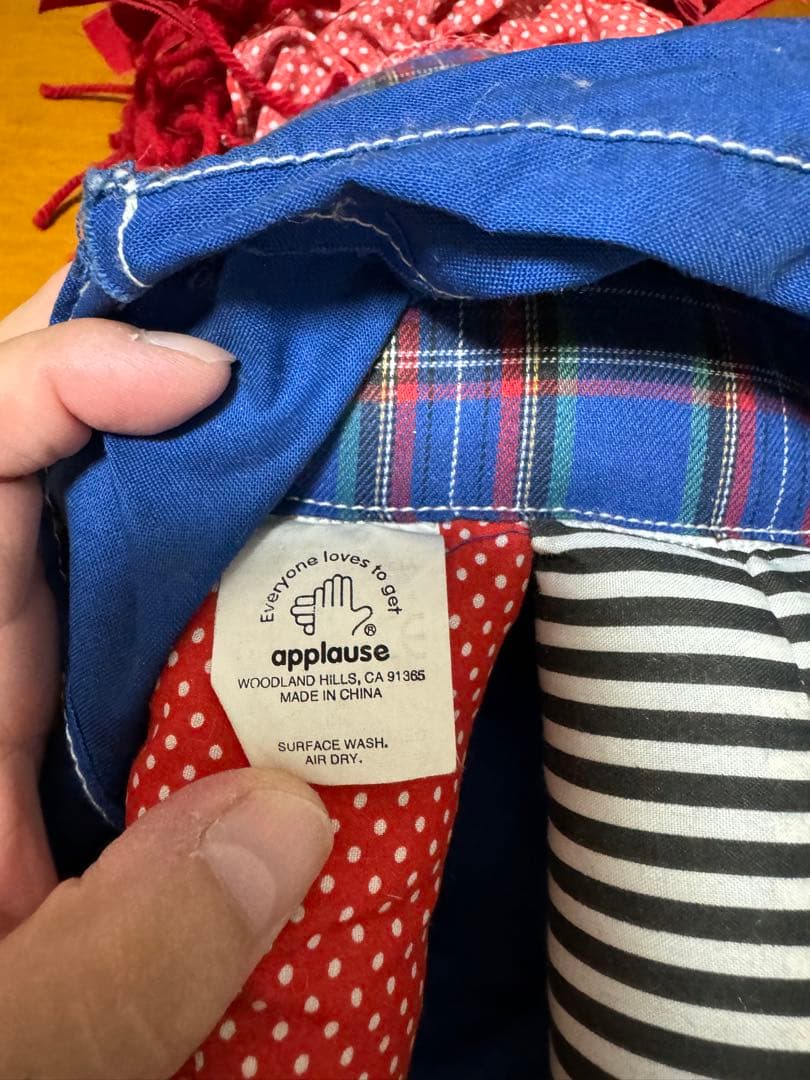 Everyone loves to get
®
applause
WOODLAND HILLS, CA 91365
MADE IN CHINA
SURFACE WASH.
AIR DRY.